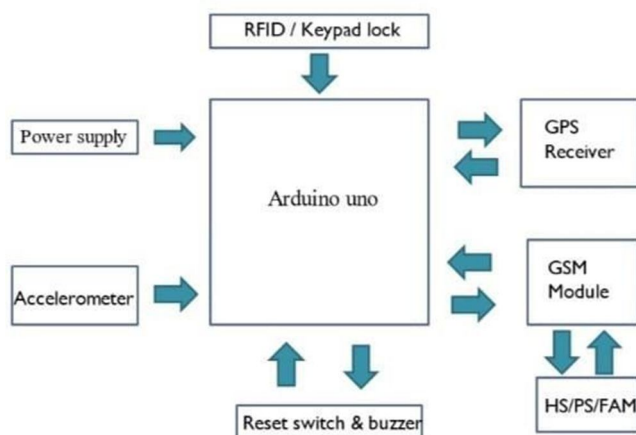 RFID / Keypad lock
Power supply
Arduino uno
GPS
Receiver
Accelerometer
GSM
Module
Reset switch & buzzer
HS/PS/FAM